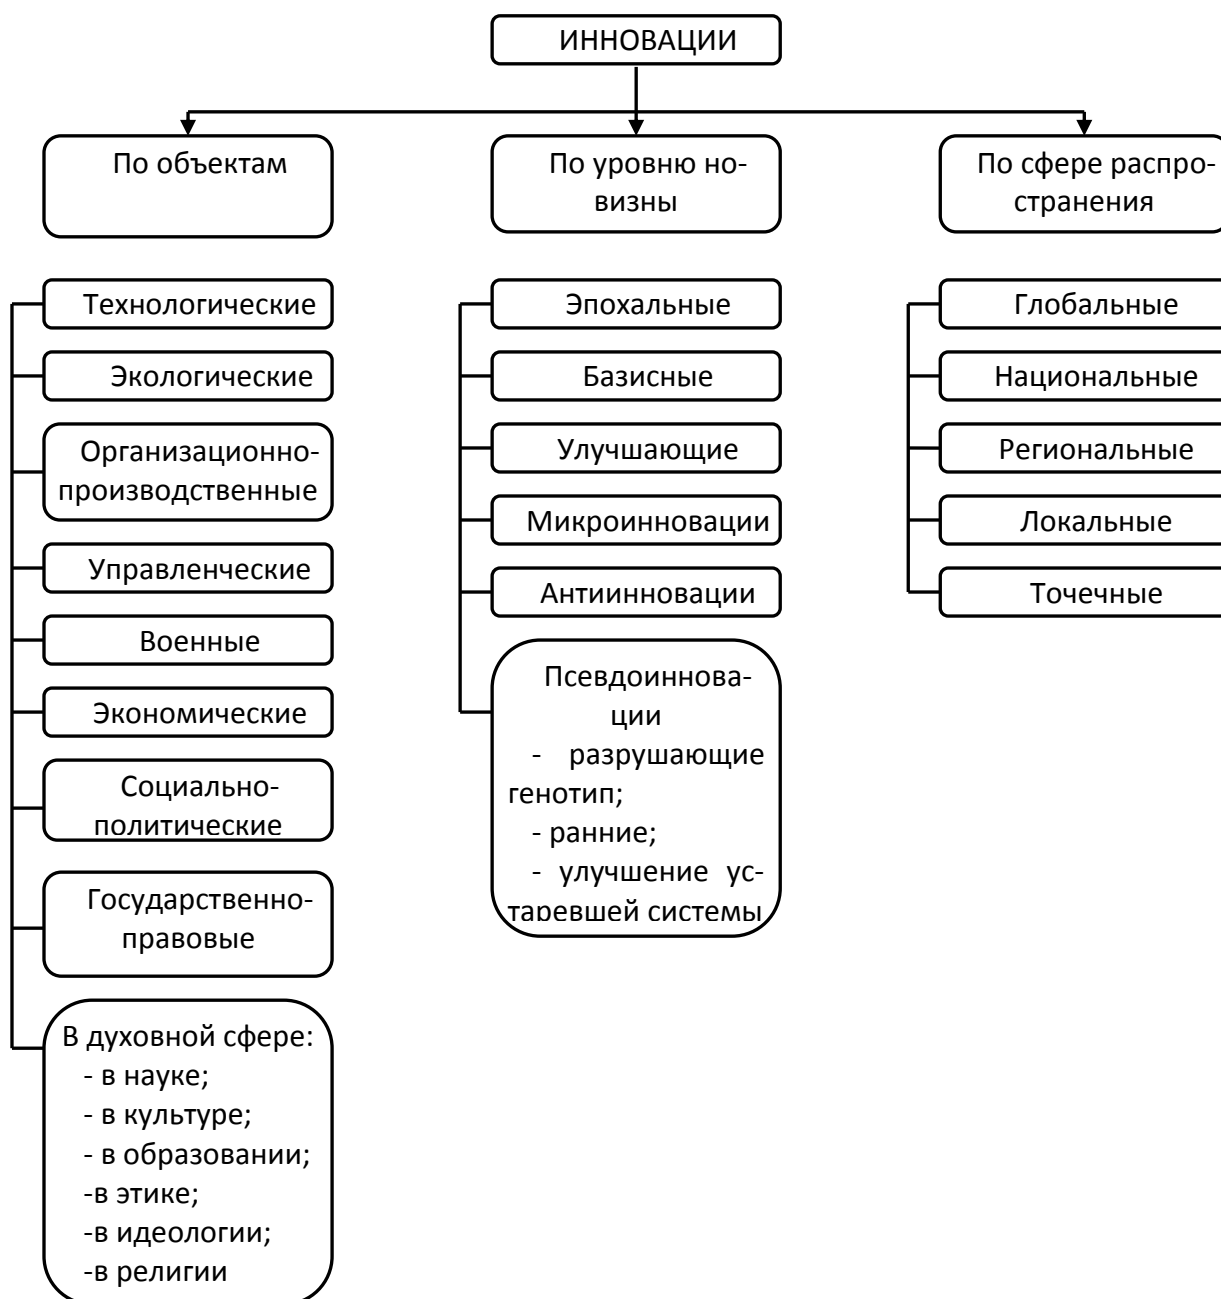 ИННОВАЦИИ
По объектам
По уровню но-
визны
По сфере распро-
странения
Технологические
Экологические
Организационно-
производственные
Управленческие
Военные
Экономические
Социально-
политические
Государственно-
правовые
В духовной сфере:
- в науке;
- в культуре;
- в образовании;
-в этике;
-в идеологии;
-в религии
Эпохальные
Базисные
Улучшающие
Микроинновации
Антиинновации
Псевдоиннова-
ции
- разрушающие
генотип;
- ранние;
- улучшение ус-
таревшей системы
Глобальные
Национальные
Региональные
Локальные
Точечные